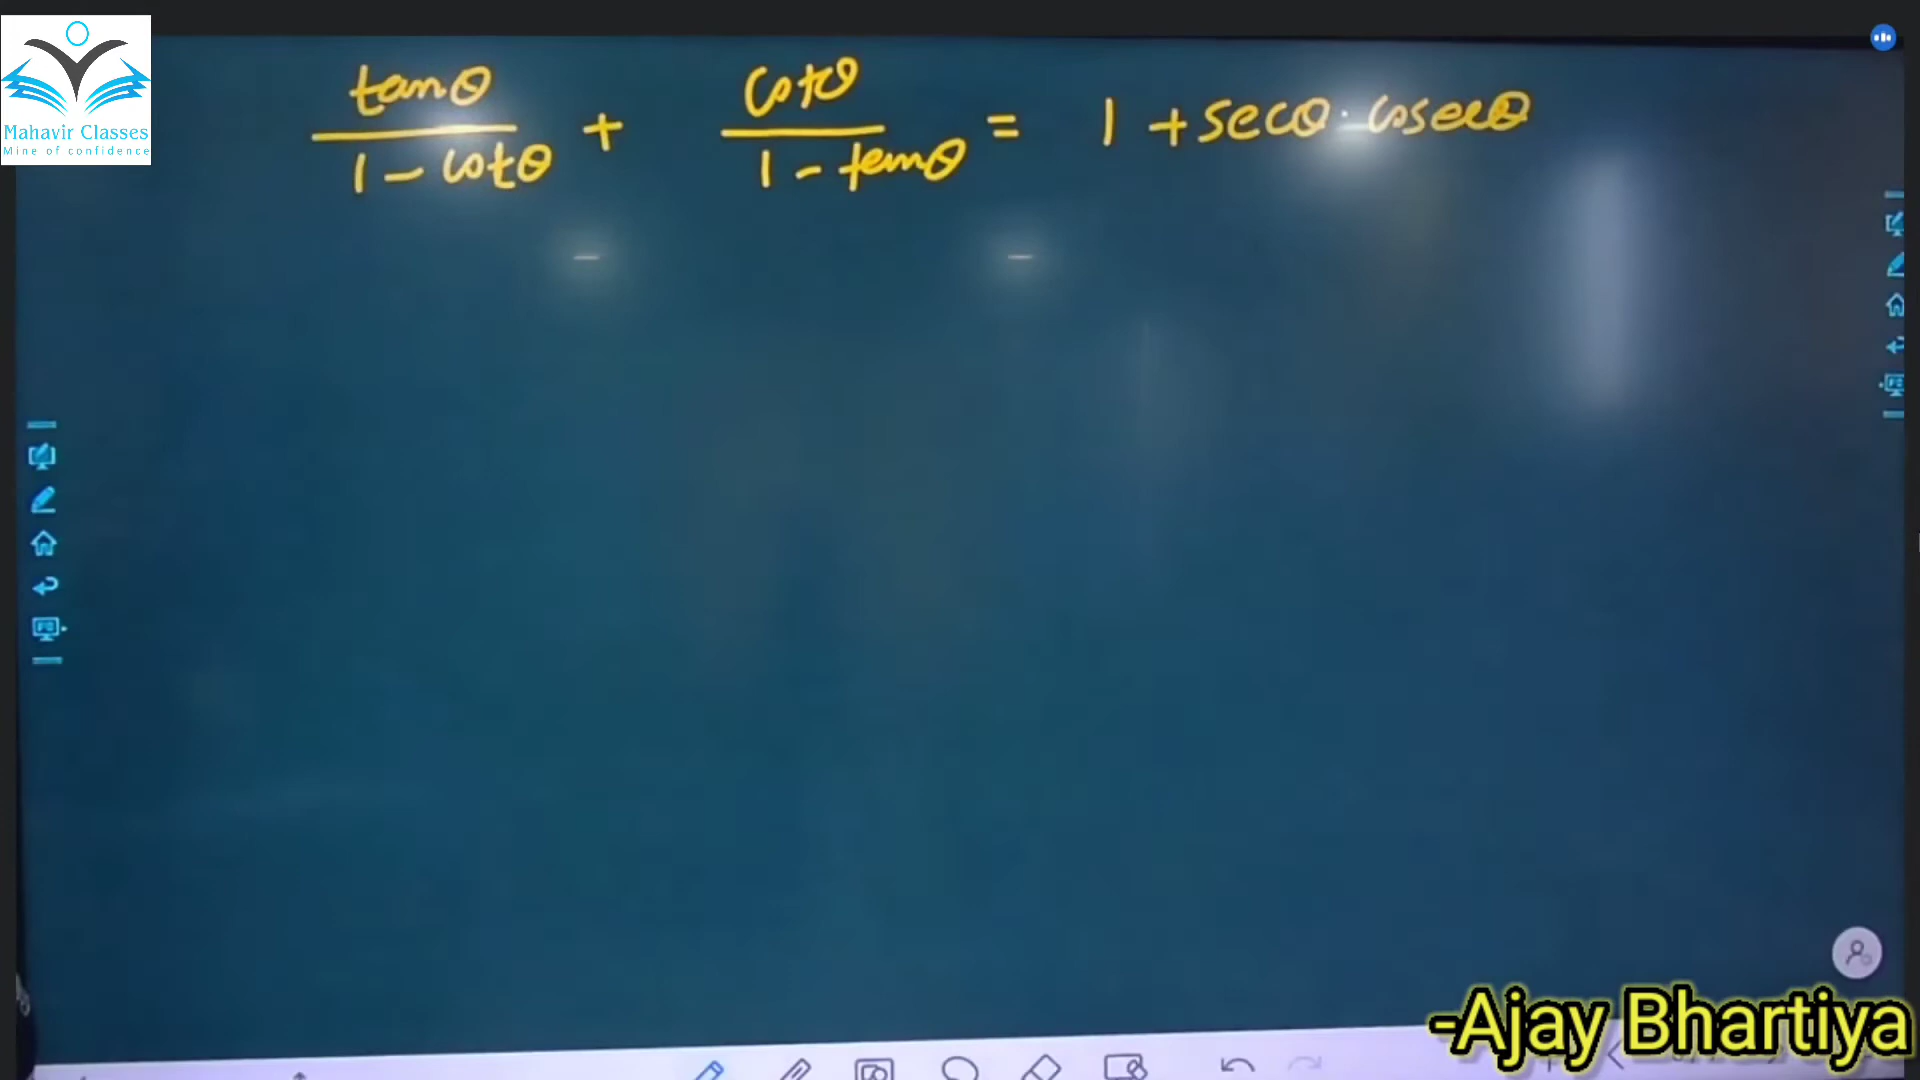 Mahavir Classes
Mine of confidence
tanθ/(1 - cotθ) + cotθ/(1 - tanθ) = 1 + secθ · cosecθ
-Ajay Bhartiya